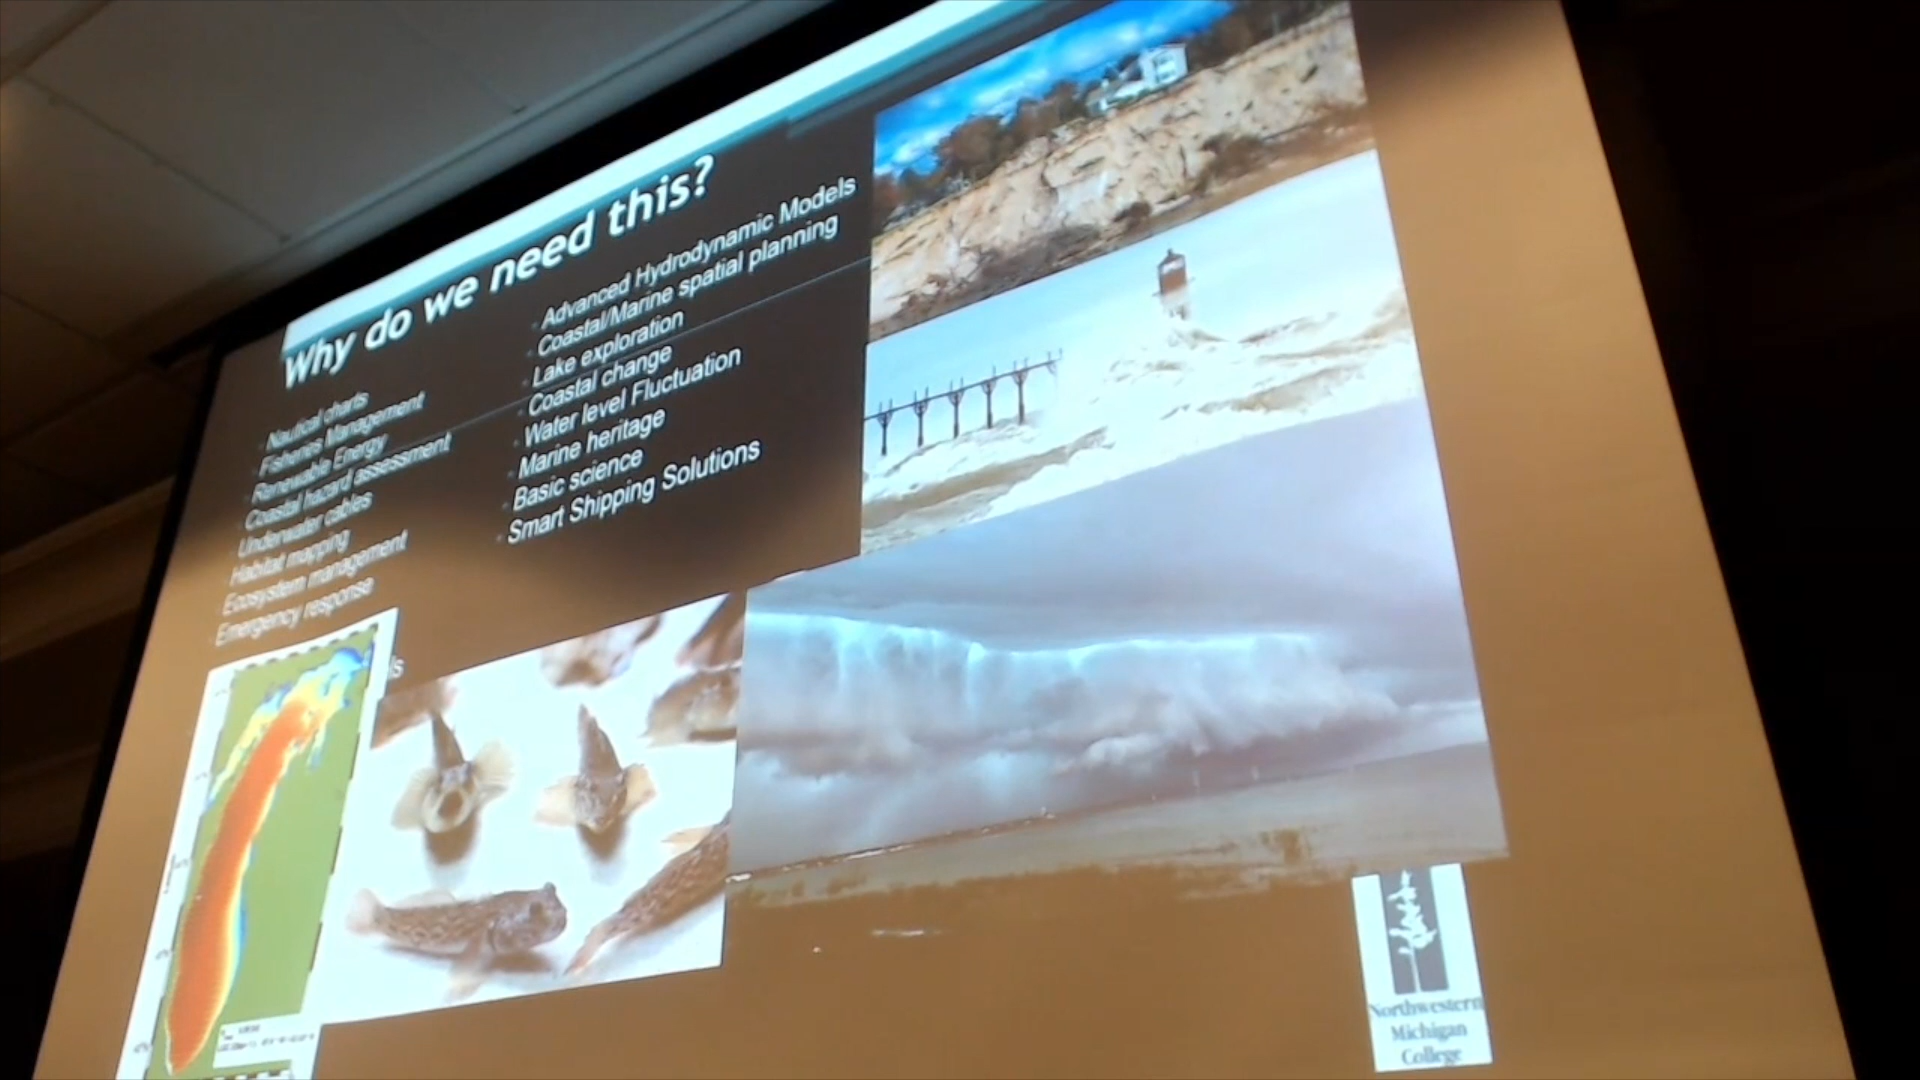 Why do we need this?
Nautical charts
Fisheries Management
Renewable Energy
Coastal hazard assessment
Underwater cables
Habitat mapping
Ecosystem management
Emergency response
ls
Advanced Hydrodynamic Models
Coastal/Marine spatial planning
Lake exploration
Coastal change
Water level Fluctuation
Marine heritage
Basic science
Smart Shipping Solutions
Northwestern
Michigan
College